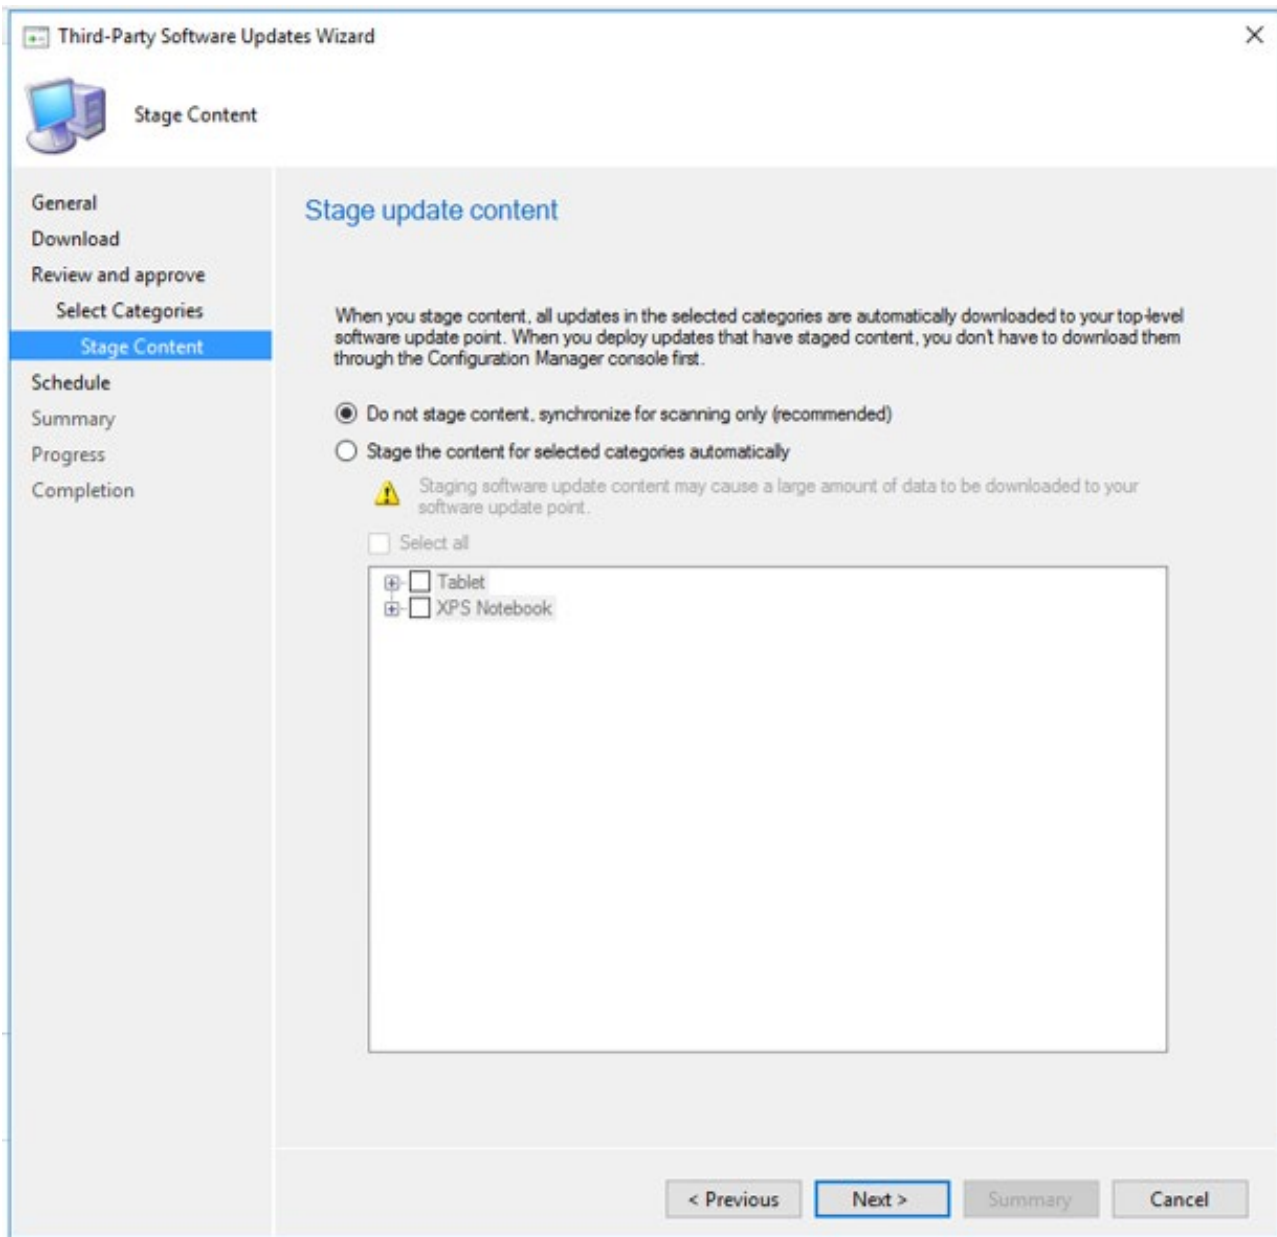 Third-Party Software Updates Wizard
Stage Content
General
Download
Review and approve
Select Categories
Stage Content
Schedule
Summary
Progress
Completion
Stage update content
When you stage content, all updates in the selected categories are automatically downloaded to your top-level
software update point. When you deploy updates that have staged content, you don't have to download them
through the Configuration Manager console first.
Do not stage content, synchronize for scanning only (recommended)
Stage the content for selected categories automatically
Staging software update content may cause a large amount of data to be downloaded to your
software update point.
Select all
Tablet
XPS Notebook
< Previous
Next >
Summary
Cancel